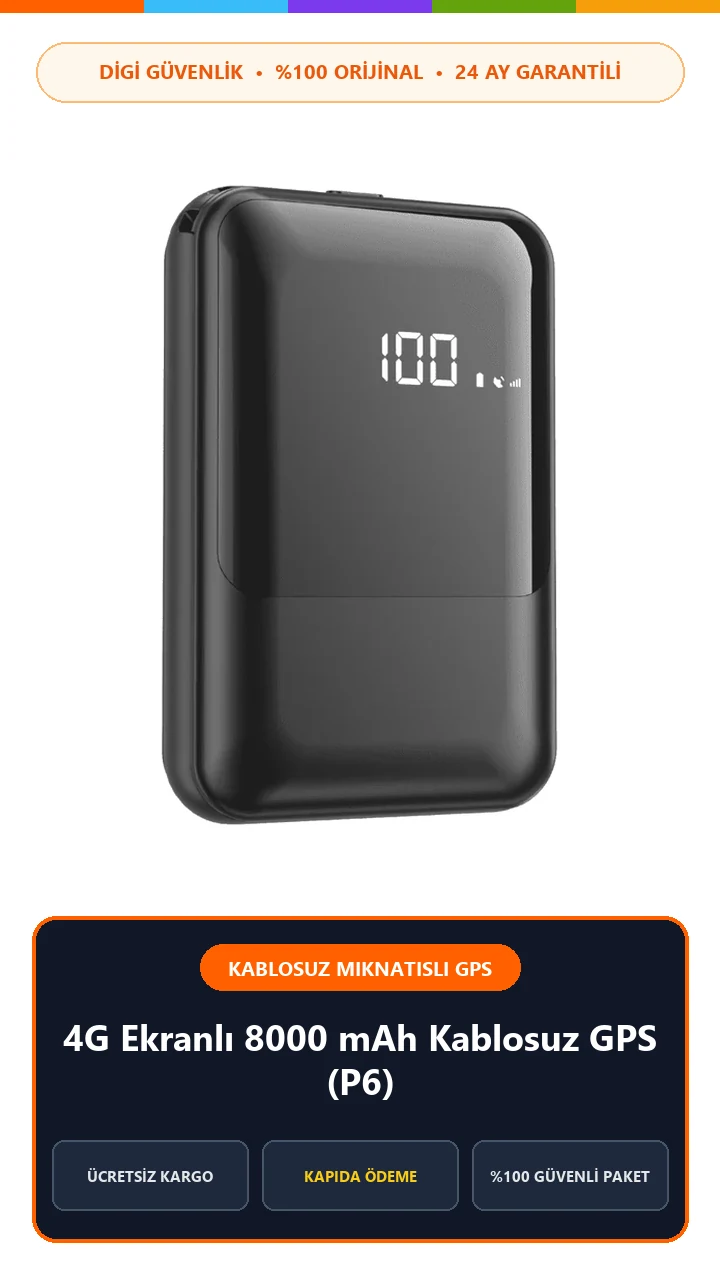 DİGİ GÜVENLİK • %100 ORİJİNAL • 24 AY GARANTİLİ
100
KABLOSUZ MIKNATISLI GPS
4G Ekranlı 8000 mAh Kablosuz GPS
(P6)
ÜCRETSİZ KARGO
KAPIDA ÖDEME
%100 GÜVENLİ PAKET